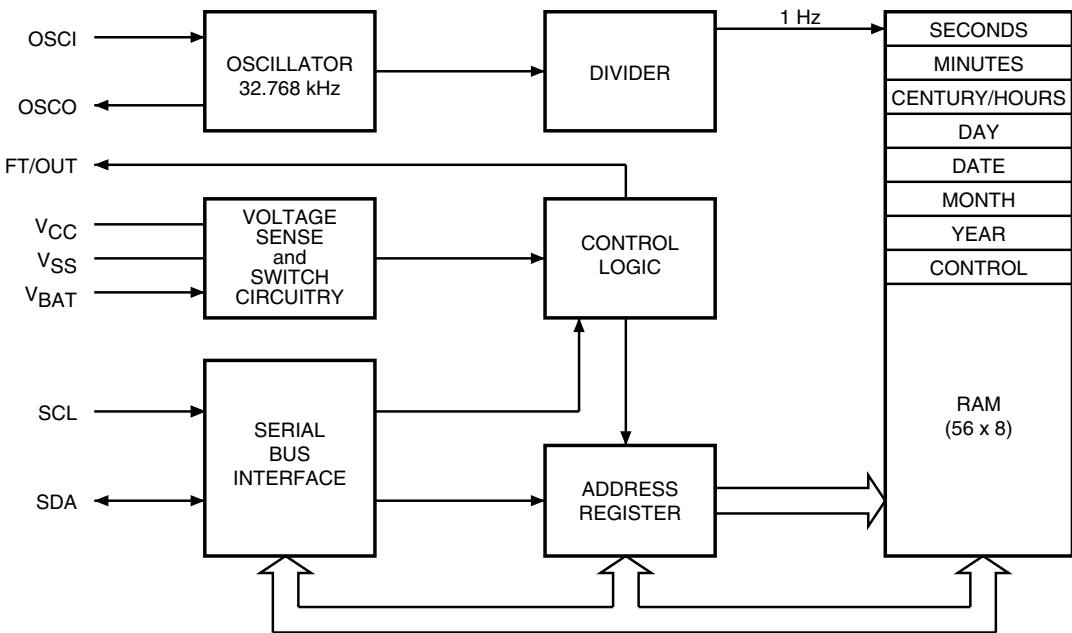 OSCI
OSCO
FT/OUT
VCC
VSS
VBAT
SCL
SDA
OSCILLATOR
32.768 kHz
DIVIDER
1 Hz
VOLTAGE
SENSE
and
SWITCH
CIRCUITRY
CONTROL
LOGIC
SERIAL
BUS
INTERFACE
ADDRESS
REGISTER
SECONDS
MINUTES
CENTURY/HOURS
DAY
DATE
MONTH
YEAR
CONTROL
RAM
(56 x 8)